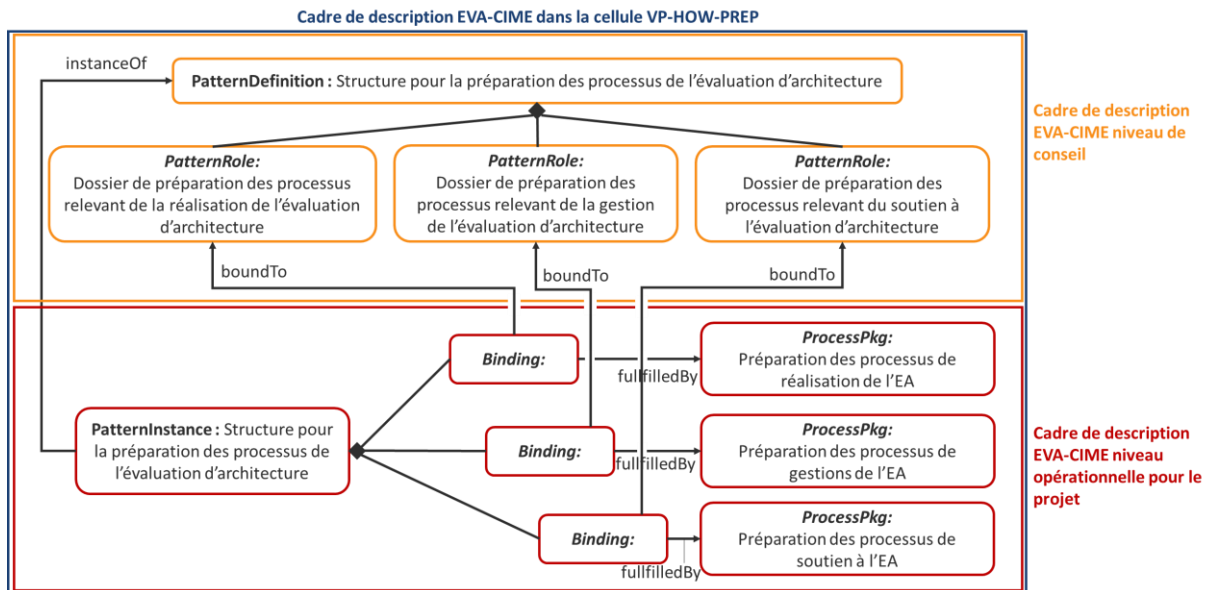 Cadre de description EVA-CIME dans la cellule VP-HOW-PREP
instanceOf
PatternDefinition : Structure pour la préparation des processus de l'évaluation d'architecture
Cadre de description
EVA-CIME niveau de
conseil
PatternRole:
Dossier de préparation des processus
relevant de la réalisation de l'évaluation
d'architecture
PatternRole:
Dossier de préparation des
processus relevant de la gestion
de l'évaluation d'architecture
PatternRole:
Dossier de préparation des
processus relevant du soutien à
l'évaluation d'architecture
boundTo
boundTo
boundTo
Binding:
fullfilledBy
ProcessPkg:
Préparation des processus de
réalisation de l'EA
PatternInstance : Structure pour
la préparation des processus de
l'évaluation d'architecture
Binding:
fullfilledBy
ProcessPkg:
Préparation des processus de
gestions de l'EA
Cadre de description
EVA-CIME niveau
opérationnelle pour le
projet
Binding:
fullfilledBy
ProcessPkg:
Préparation des processus de
soutien à l'EA